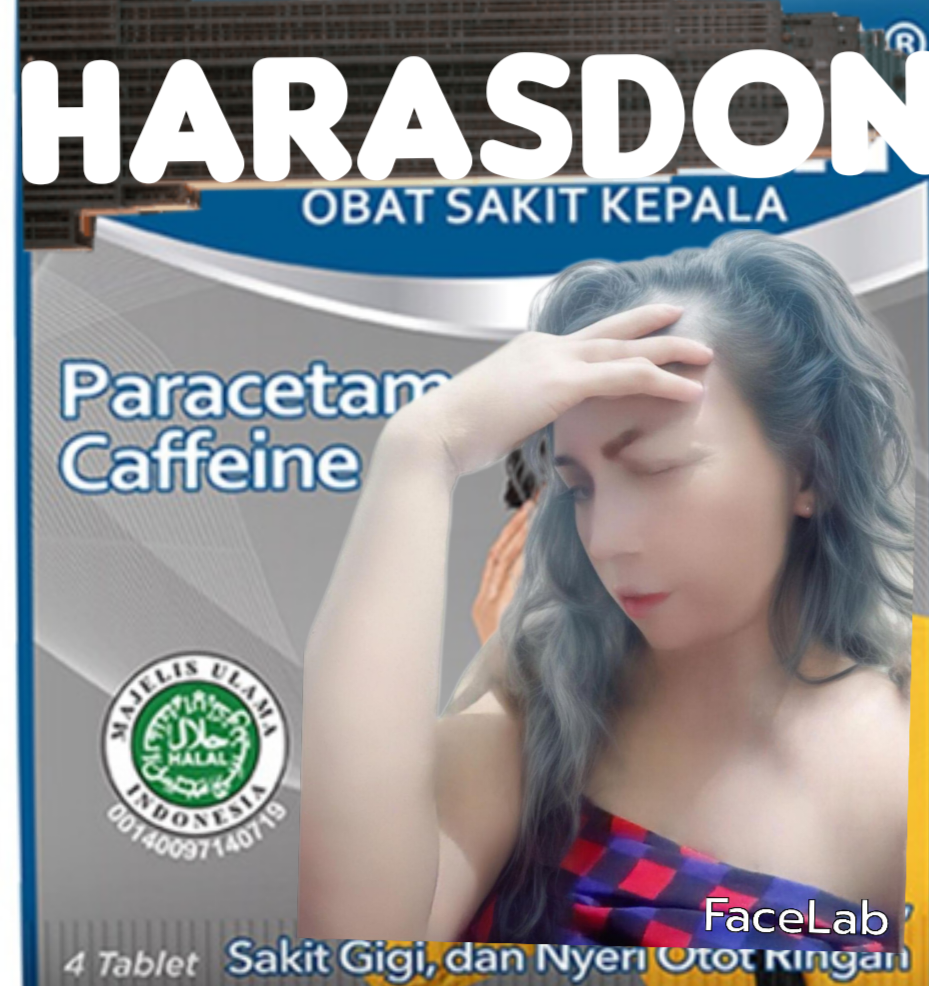 ®
HARASDON
OBAT SAKIT KEPALA
Paracetam
Caffeine
MAJELIS ULAMA
حلال
HALAL
INDONESIA
00140097140719
FaceLab
4 Tablet
Sakit Gigi, dan Nyeri Otot Ringan